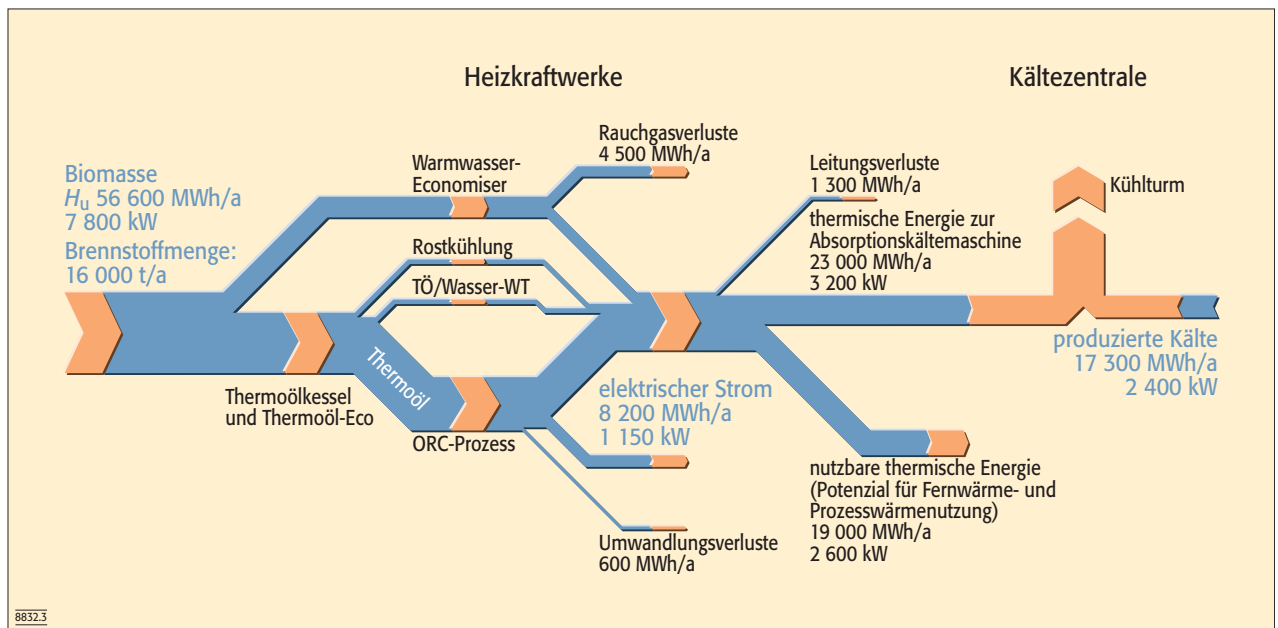 Heizkraftwerke
Kältezentrale
Biomasse
Hu 56 600 MWh/a
7 800 kW
Brennstoffmenge:
16 000 t/a
Warmwasser-
Economiser
Rauchgasverluste
4 500 MWh/a
Rostkühlung
TÖ/Wasser-WT
Thermoölkessel
und Thermoöl-Eco
Thermoöl
ORC-Prozess
elektrischer Strom
8 200 MWh/a
1 150 kW
Umwandlungsverluste
600 MWh/a
Leitungsverluste
1 300 MWh/a
thermische Energie zur
Absorptionskältemaschine
23 000 MWh/a
3 200 kW
Kühlturm
produzierte Kälte
17 300 MWh/a
2 400 kW
nutzbare thermische Energie
(Potenzial für Fernwärme- und
Prozesswärmenutzung)
19 000 MWh/a
2 600 kW
8832.3